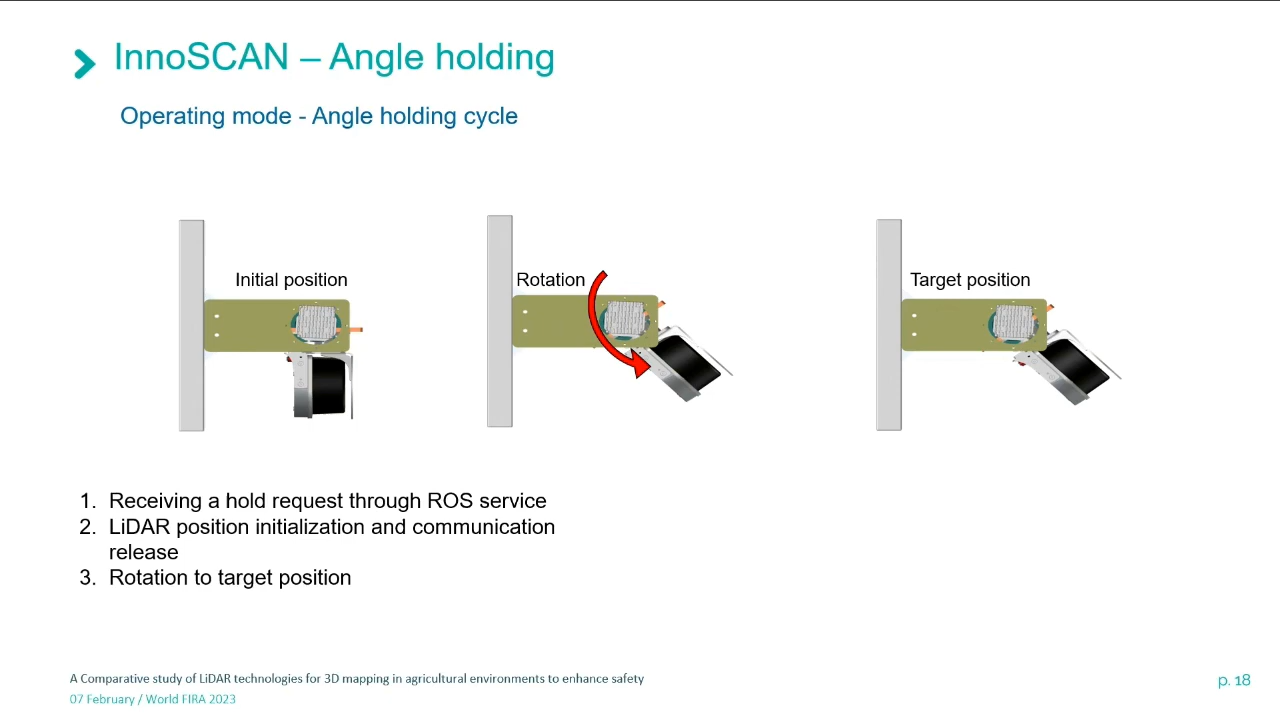 InnoSCAN – Angle holding
Operating mode - Angle holding cycle
Initial position
Rotation
Target position
1. Receiving a hold request through ROS service
2. LiDAR position initialization and communication
release
3. Rotation to target position
A Comparative study of LiDAR technologies for 3D mapping in agricultural environments to enhance safety
07 February / World FIRA 2023
p. 18